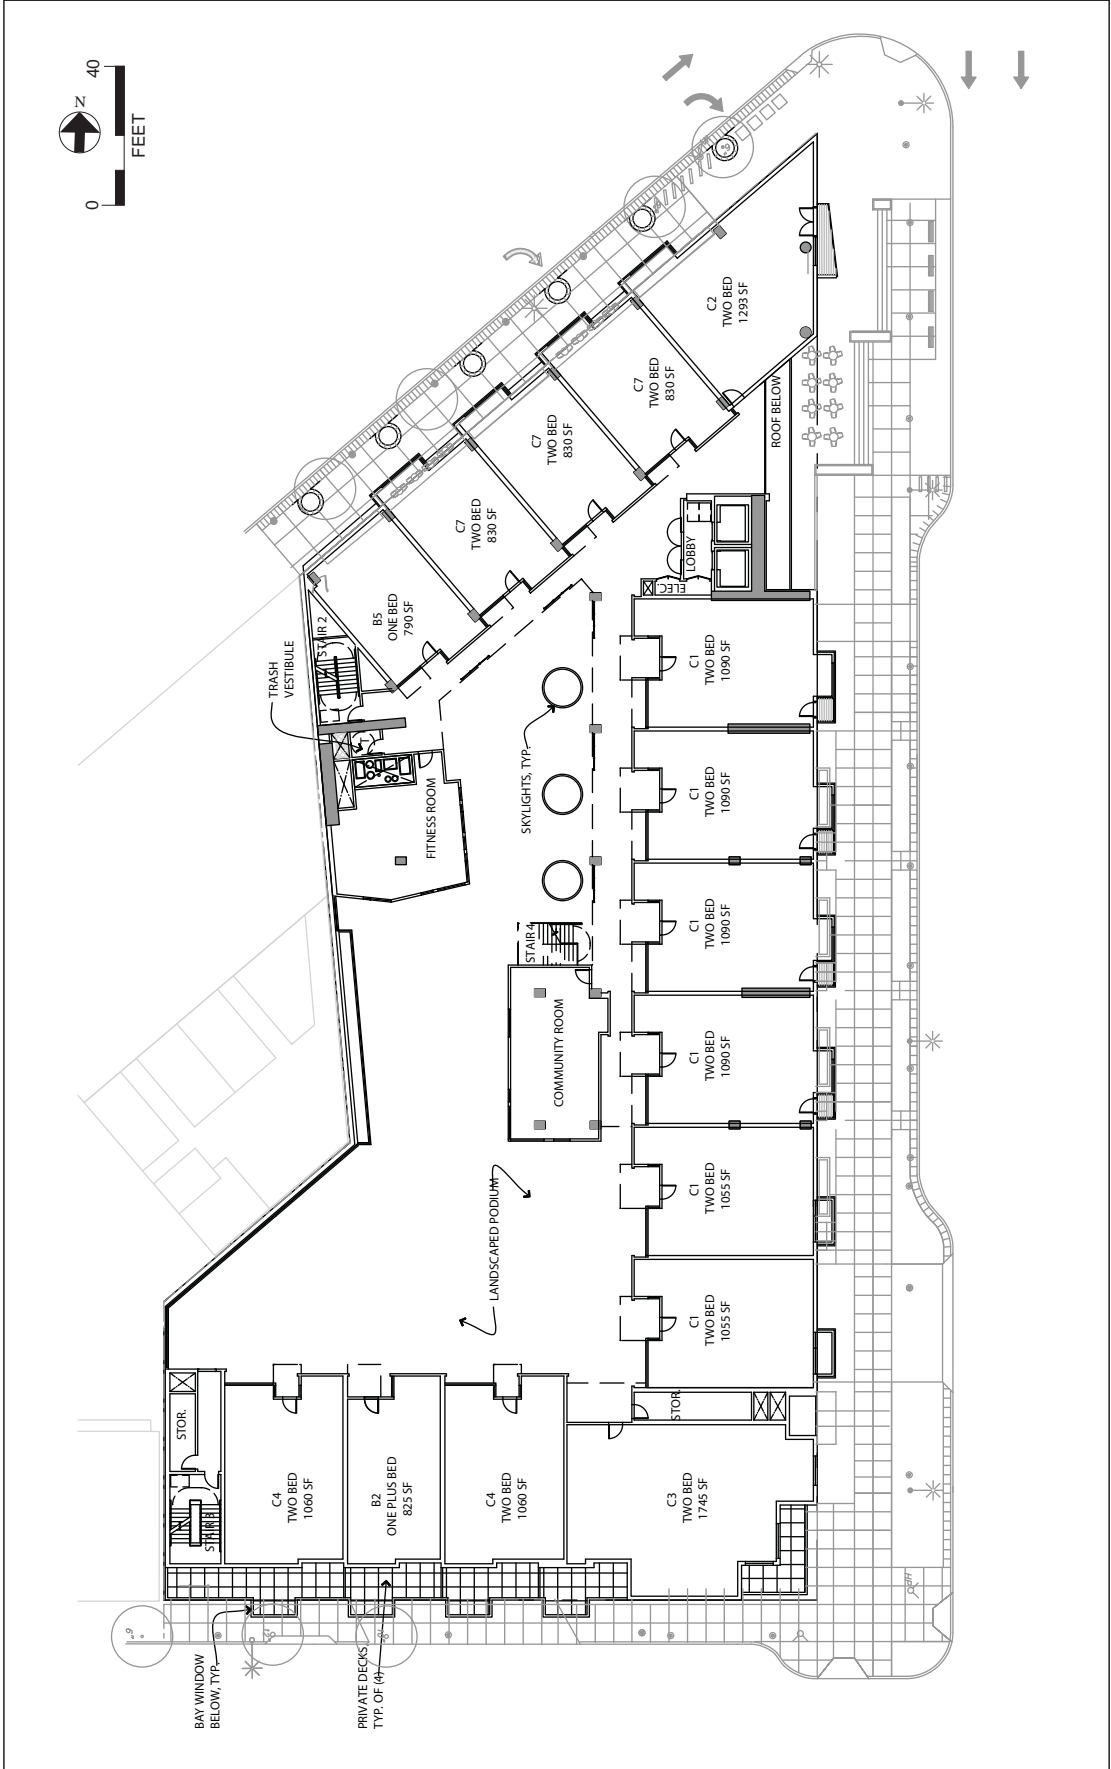 0
40
FEET
N
C2
TWO BED
1293 SF
C7
TWO BED
830 SF
C7
TWO BED
830 SF
C7
TWO BED
830 SF
B5
ONE BED
790 SF
ROOF BELOW
LOBBY
ELEC.
STAIR 2
TRASH
VESTIBULE
FITNESS ROOM
SKYLIGHTS, TYP.
STAIR 4
COMMUNITY ROOM
LANDSCAPED PODIUM
C1
TWO BED
1090 SF
C1
TWO BED
1090 SF
C1
TWO BED
1090 SF
C1
TWO BED
1090 SF
C1
TWO BED
1055 SF
C1
TWO BED
1055 SF
STOR.
STOR.
STAIR 3
C4
TWO BED
1060 SF
B2
ONE PLUS BED
825 SF
C4
TWO BED
1060 SF
C3
TWO BED
1745 SF
BAY WINDOW
BELOW, TYP.
PRIVATE DECKS,
TYP. OF (4)
HP